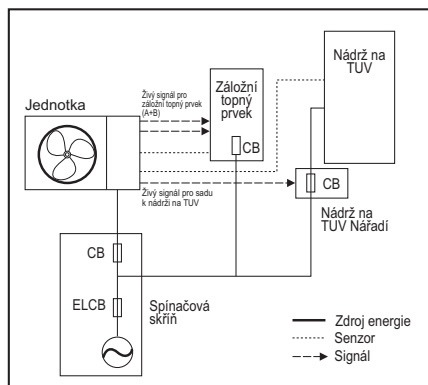 Nádrž na
TUV
Živý signál pro
záložní topný prvek
(A+B)
Záložní
topný
prvek
Jednotka
CB
CB
Živý signál pro sadu
k nádrži na TUV
Nádrž na
TUV Nářadí
CB
ELCB
Spínačová
skříň
Zdroj energie
Senzor
Signál